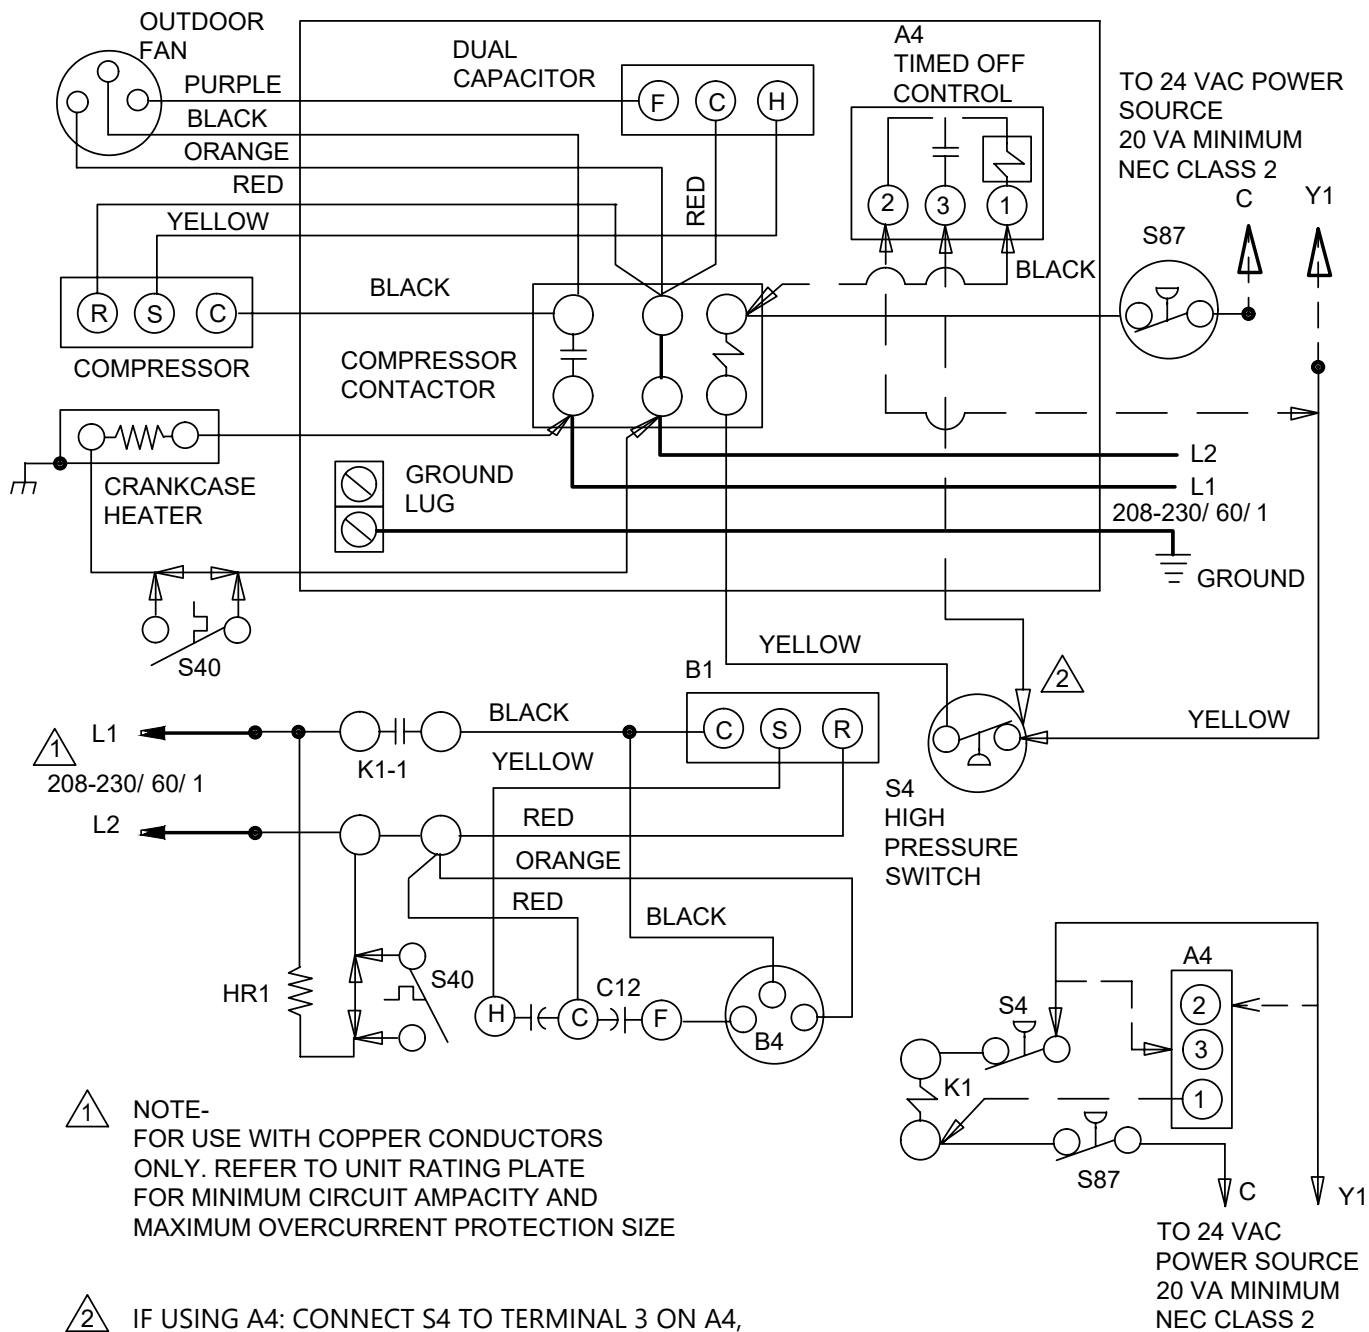 OUTDOOR
FAN
PURPLE
BLACK
ORANGE
RED
YELLOW
DUAL
CAPACITOR
F C H
RED
A4
TIMED OFF
CONTROL
2 3 1
BLACK
TO 24 VAC POWER
SOURCE
20 VA MINIMUM
NEC CLASS 2
C Y1
S87
R S C
COMPRESSOR
BLACK
COMPRESSOR
CONTACTOR
CRANKCASE
HEATER
GROUND
LUG
L2
L1
208-230/ 60/ 1
GROUND
S40
YELLOW
2
YELLOW
S4
HIGH
PRESSURE
SWITCH
B1
C S R
1
L1
208-230/ 60/ 1
L2
K1-1
BLACK
YELLOW
RED
ORANGE
RED
BLACK
HR1
S40
H C F
C12
B4
A4
2
3
1
S4
K1
S87
C
Y1
TO 24 VAC
POWER SOURCE
20 VA MINIMUM
NEC CLASS 2
1 NOTE-
FOR USE WITH COPPER CONDUCTORS
ONLY. REFER TO UNIT RATING PLATE
FOR MINIMUM CIRCUIT AMPACITY AND
MAXIMUM OVERCURRENT PROTECTION SIZE
2 IF USING A4: CONNECT S4 TO TERMINAL 3 ON A4,